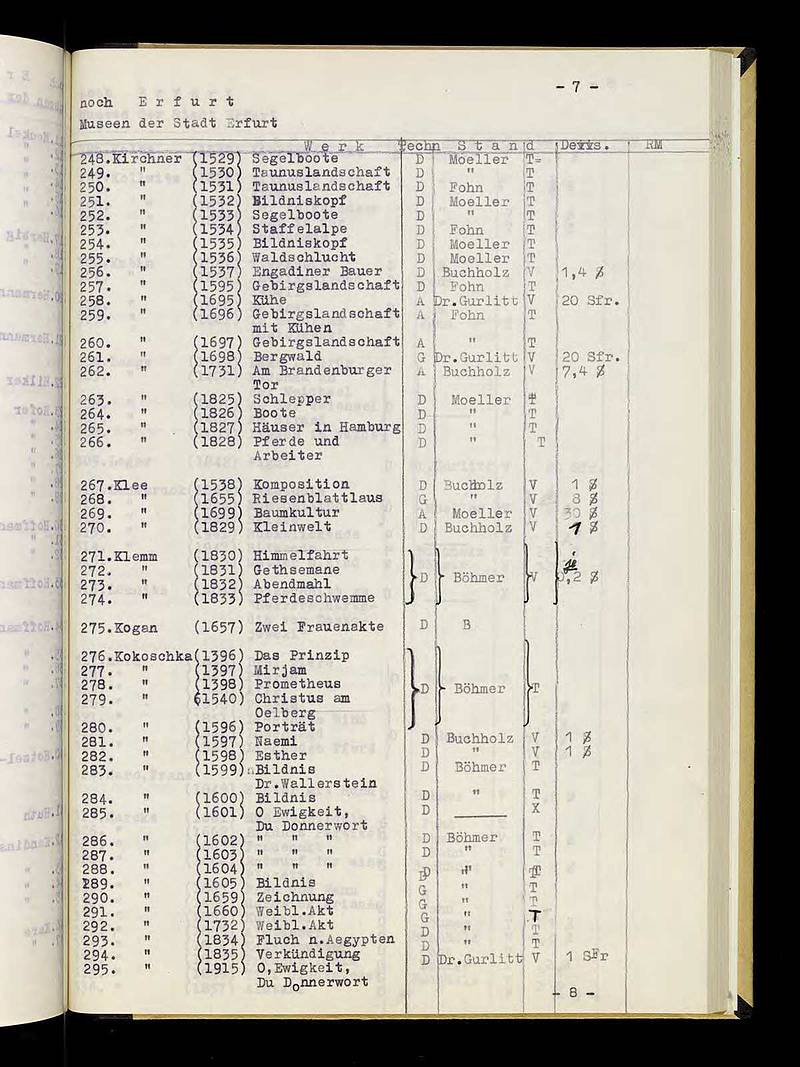 - 7 -
noch E r f u r t
Museen der Stadt Erfurt
W e r k Techn S t a n d Devis. RM
248.Kirchner (1529) Segelboote D Moeller T=
249. " (1530) Taunuslandschaft D " T
250. " (1531) Taunuslandschaft D Fohn T
251. " (1532) Bildniskopf D Moeller T
252. " (1533) Segelboote D " T
253. " (1534) Staffelalpe D Fohn T
254. " (1535) Bildniskopf D Moeller T
255. " (1536) Waldschlucht D Moeller T
256. " (1537) Engadiner Bauer D Buchholz V 1,4 $
257. " (1595) Gebirgslandschaft D Fohn T
258. " (1695) Kühe A Dr.Gurlitt V 20 Sfr.
259. " (1696) Gebirgslandschaft A Fohn T
mit Kühen
260. " (1697) Gebirgslandschaft A " T
261. " (1698) Bergwald G Dr.Gurlitt V 20 Sfr.
262. " (1731) Am Brandenburger A Buchholz V 7,4 $
Tor
263. " (1825) Schlepper D Moeller T
264. " (1826) Boote D " T
265. " (1827) Häuser in Hamburg D " T
266. " (1828) Pferde und D " T
Arbeiter
267.Klee (1538) Komposition D Buchholz V 1 $
268. " (1655) Riesenblattlaus G " V 8 $
269. " (1699) Baumkultur A Moeller V 30 $
270. " (1829) Kleinwelt D Buchholz V 1 $
271.Klemm (1830) Himmelfahrt
272. " (1831) Gethsemane je
273. " (1832) Abendmahl D Böhmer V 0,2 $
274. " (1833) Pferdeschwemme
275.Kogan (1657) Zwei Frauenakte D B
276.Kokoschka(1396) Das Prinzip
277. " (1397) Mirjam
278. " (1398) Prometheus D Böhmer T
279. " (1540) Christus am
Oelberg
280. " (1596) Porträt
281. " (1597) Naemi D Buchholz V 1 $
282. " (1598) Esther D " V 1 $
283. " (1599) Bildnis D Böhmer T
Dr.Wallerstein
284. " (1600) Bildnis D " T
285. " (1601) O Ewigkeit, D ______ X
Du Donnerwort
286. " (1602) " " " D Böhmer T
287. " (1603) " " " D " T
288. " (1604) " " " D " T
289. " (1605) Bildnis D " T
290. " (1659) Zeichnung G " T
291. " (1660) Weibl.Akt G " T
292. " (1732) Weibl.Akt G " T
293. " (1834) Fluch n.Aegypten D " T
294. " (1835) Verkündigung D " T
295. " (1915) O,Ewigkeit, D Dr.Gurlitt V 1 SFr
Du Donnerwort
- 8 -